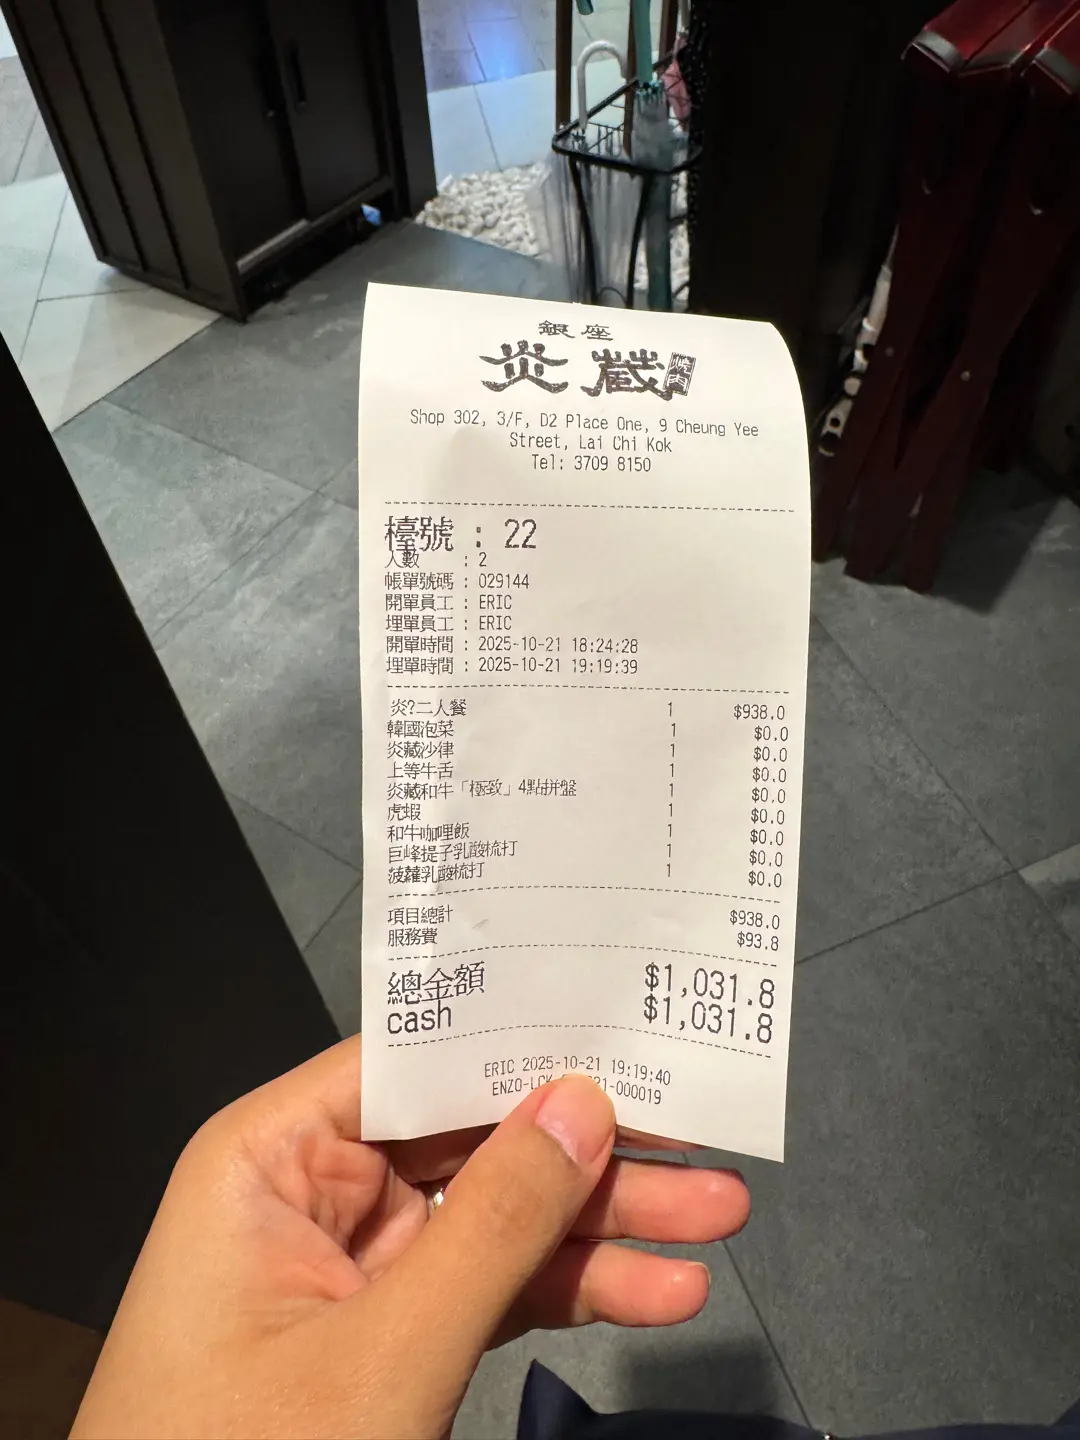 銀座
炎蔵 焼肉
Shop 302, 3/F, D2 Place One, 9 Cheung Yee
Street, Lai Chi Kok
Tel: 3709 8150
檯號 : 22
人數 : 2
帳單號碼 : 029144
開單員工 : ERIC
埋單員工 : ERIC
開單時間 : 2025-10-21 18:24:28
埋單時間 : 2025-10-21 19:19:39
炎?二人餐 1 $938.0
韓國泡菜 1 $0.0
炎藏沙律 1 $0.0
上等牛舌 1 $0.0
炎藏和牛「極致」4點拼盤 1 $0.0
虎蝦 1 $0.0
和牛咖哩飯 1 $0.0
巨峰提子乳酸梳打 1 $0.0
菠蘿乳酸梳打 1 $0.0
項目總計 $938.0
服務費 $93.8
總金額 $1,031.8
cash $1,031.8
ERIC 2025-10-21 19:19:40
ENZO-LCK 1-000019